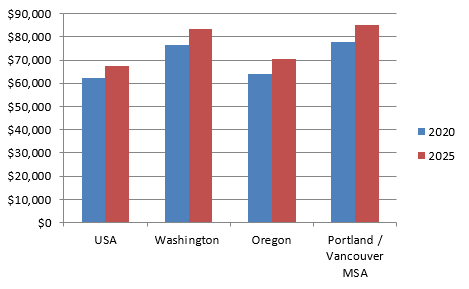 $90,000
$80,000
$70,000
$60,000
$50,000
$40,000
$30,000
$20,000
$10,000
$0
USA
Washington
Oregon
Portland /
Vancouver
MSA
2020
2025